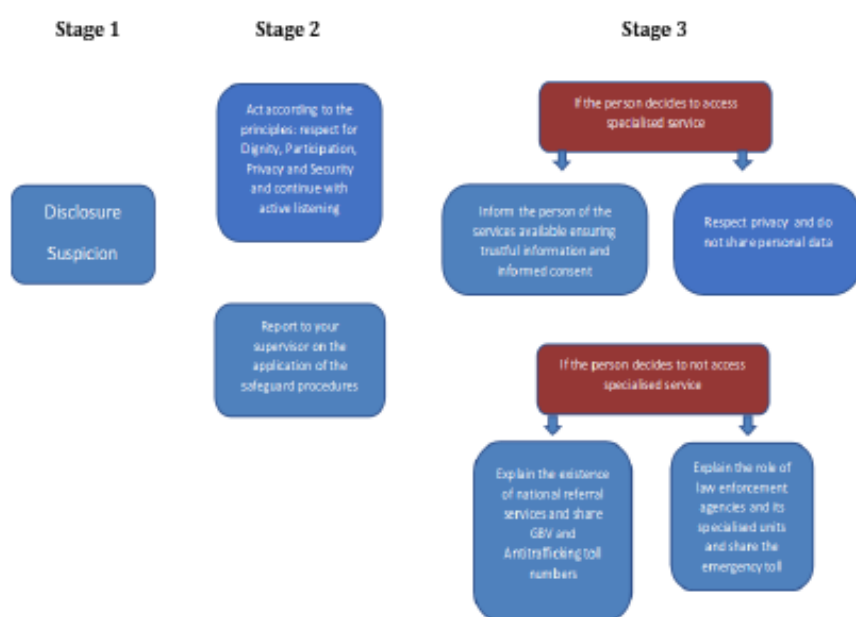 Stage 1
Stage 2
Stage 3
Disclosure
Suspicion
Act according to the
principles: respect for
Dignity, Participation,
Privacy and Security
and continue with
active listening
Report to your
supervisor on the
application of the
safeguard procedures
If the person decides to access
specialised service
Inform the person of the
services available ensuring
trustful information and
informed consent
Respect privacy and do
not share personal data
If the person decides to not access
specialised service
Explain the existence
of national referral
services and share
GBV and
Antitrafficking toll
numbers
Explain the role of
law enforcement
agencies and its
specialised units
and share the
emergency toll